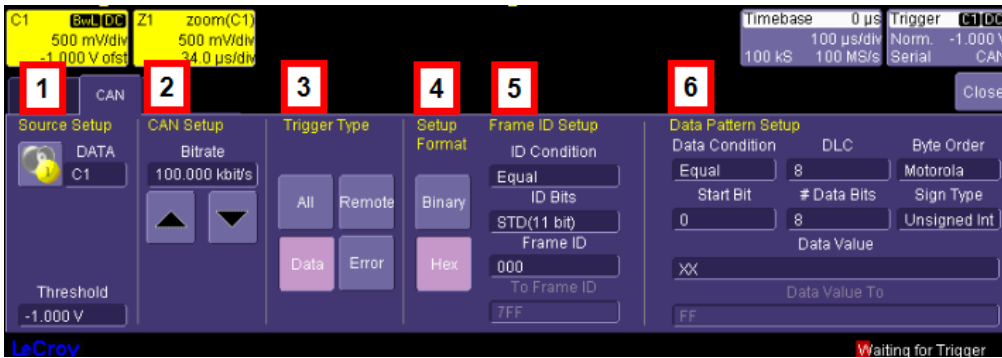 C1 BwL DC
500 mV/div
-1.000 V ofst
Z1 zoom(C1)
500 mV/div
34.0 µs/div
Timebase 0 µs
100 µs/div
100 kS 100 MS/s
Trigger C1 DC
Norm. -1.000 V
Serial CAN
1
CAN
2
3
4
5
6
Close
Source Setup
DATA
C1
Threshold
-1.000 V
CAN Setup
Bitrate
100.000 kbit/s
Trigger Type
All Remote
Data Error
Setup
Format
Binary
Hex
Frame ID Setup
ID Condition
Equal
ID Bits
STD(11 bit)
Frame ID
000
To Frame ID
7FF
Data Pattern Setup
Data Condition DLC Byte Order
Equal 8 Motorola
Start Bit # Data Bits Sign Type
0 8 Unsigned Int
Data Value
XX
Data Value To
FF
LeCroy
Waiting for Trigger